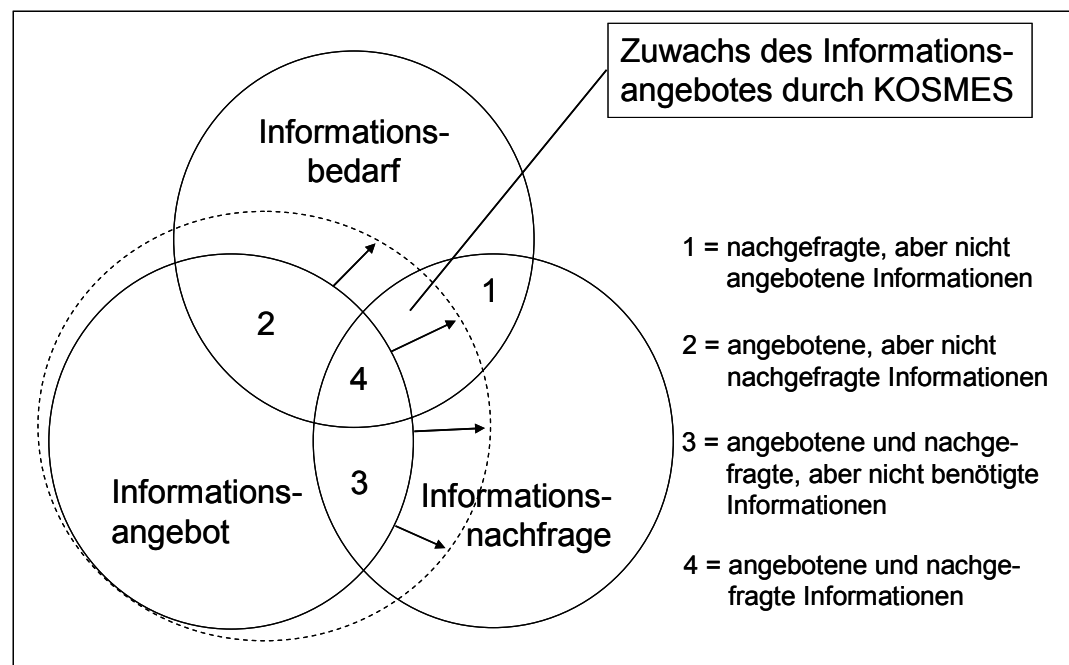 Zuwachs des Informations-
angebotes durch KOSMES
Informations-
bedarf
1
2
4
3
Informations-
angebot
Informations-
nachfrage
1 = nachgefragte, aber nicht
angebotene Informationen
2 = angebotene, aber nicht
nachgefragte Informationen
3 = angebotene und nachge-
fragte, aber nicht benötigte
Informationen
4 = angebotene und nachge-
fragte Informationen